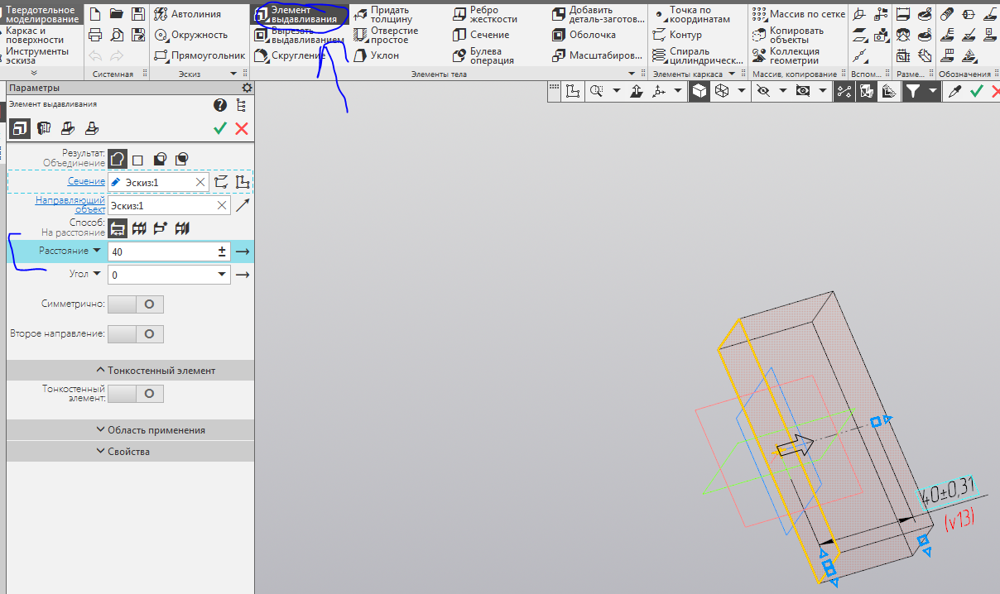 Твердотельное
моделирование
Каркас и
поверхности
Инструменты
эскиза
Системная
Автолиния
Окружность
Прямоугольник
Эскиз
Элемент
выдавливания
Вырезать
выдавливанием
Скругление
Придать
толщину
Отверстие
простое
Уклон
Ребро
жесткости
Сечение
Булева
операция
Добавить
деталь-заготов...
Оболочка
Масштабиров...
Элементы тела
Точка по
координатам
Контур
Спираль
цилиндрическ...
Элементы каркаса
Массив по сетке
Копировать
объекты
Коллекция
геометрии
Массив, копирование
Вспом...
Разме...
Обозначения
Параметры
Элемент выдавливания
Результат:
Объединение
Сечение
Эскиз:1
Направляющий
объект
Эскиз:1
Способ:
На расстояние
Расстояние
40
Угол
0
Симметрично:
Второе направление:
Тонкостенный элемент
Тонкостенный
элемент:
Область применения
Свойства
40±0,31
(v13)